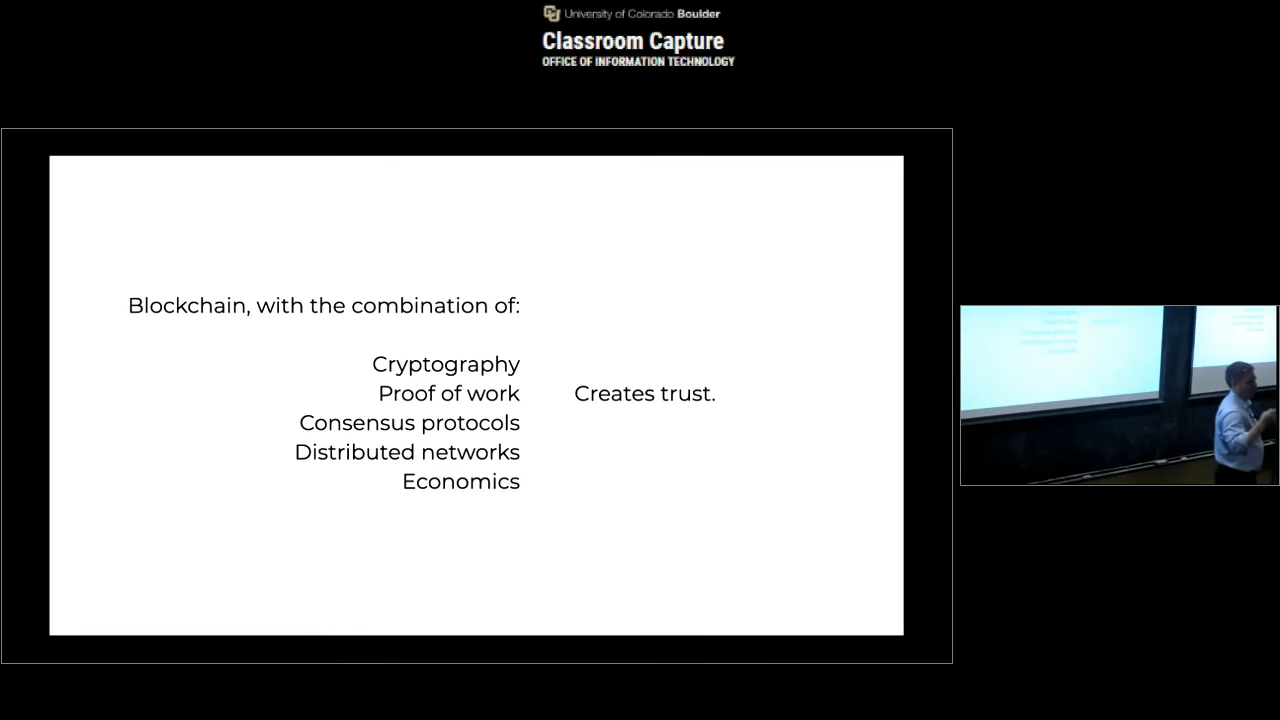 University of Colorado Boulder
Classroom Capture
OFFICE OF INFORMATION TECHNOLOGY
Blockchain, with the combination of:
Cryptography
Proof of work
Creates trust.
Consensus protocols
Distributed networks
Economics